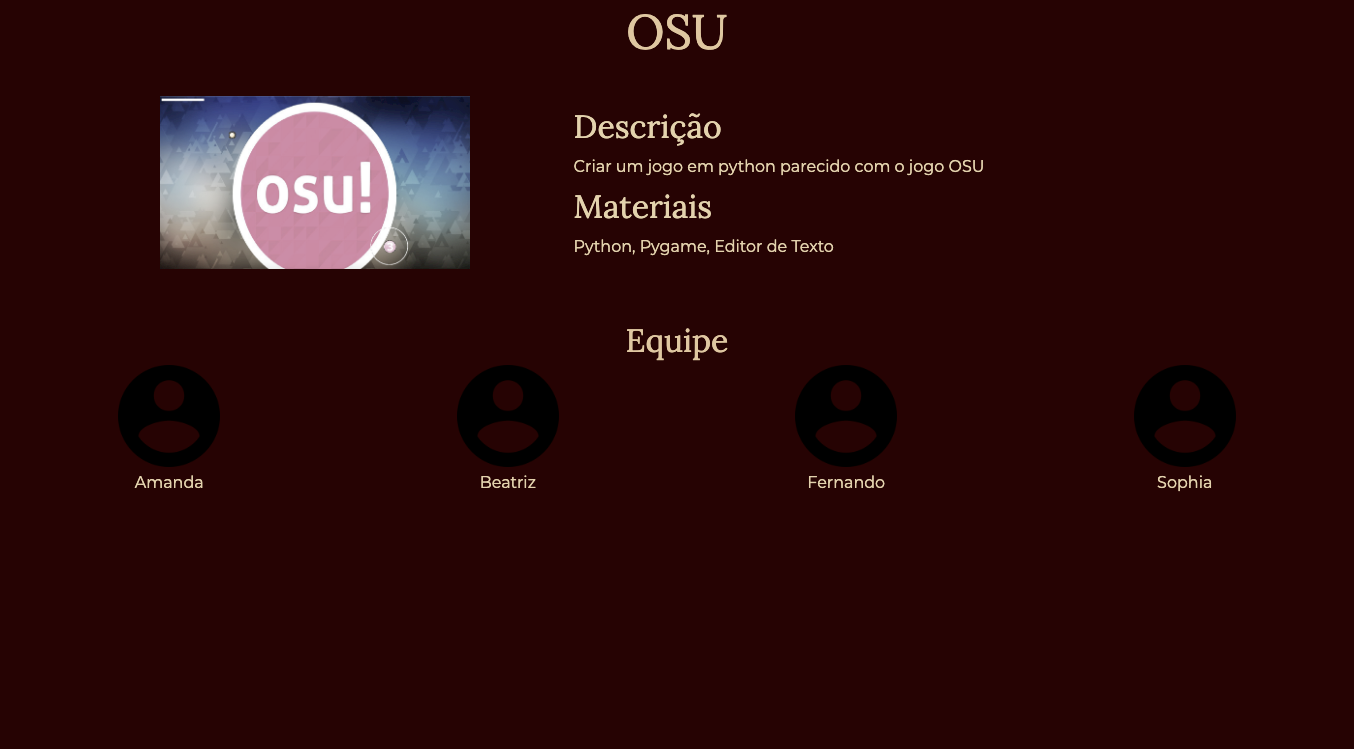 OSU
osu!
3
Descrição
Criar um jogo em python parecido com o jogo OSU
Materiais
Python, Pygame, Editor de Texto
Equipe
Amanda
Beatriz
Fernando
Sophia